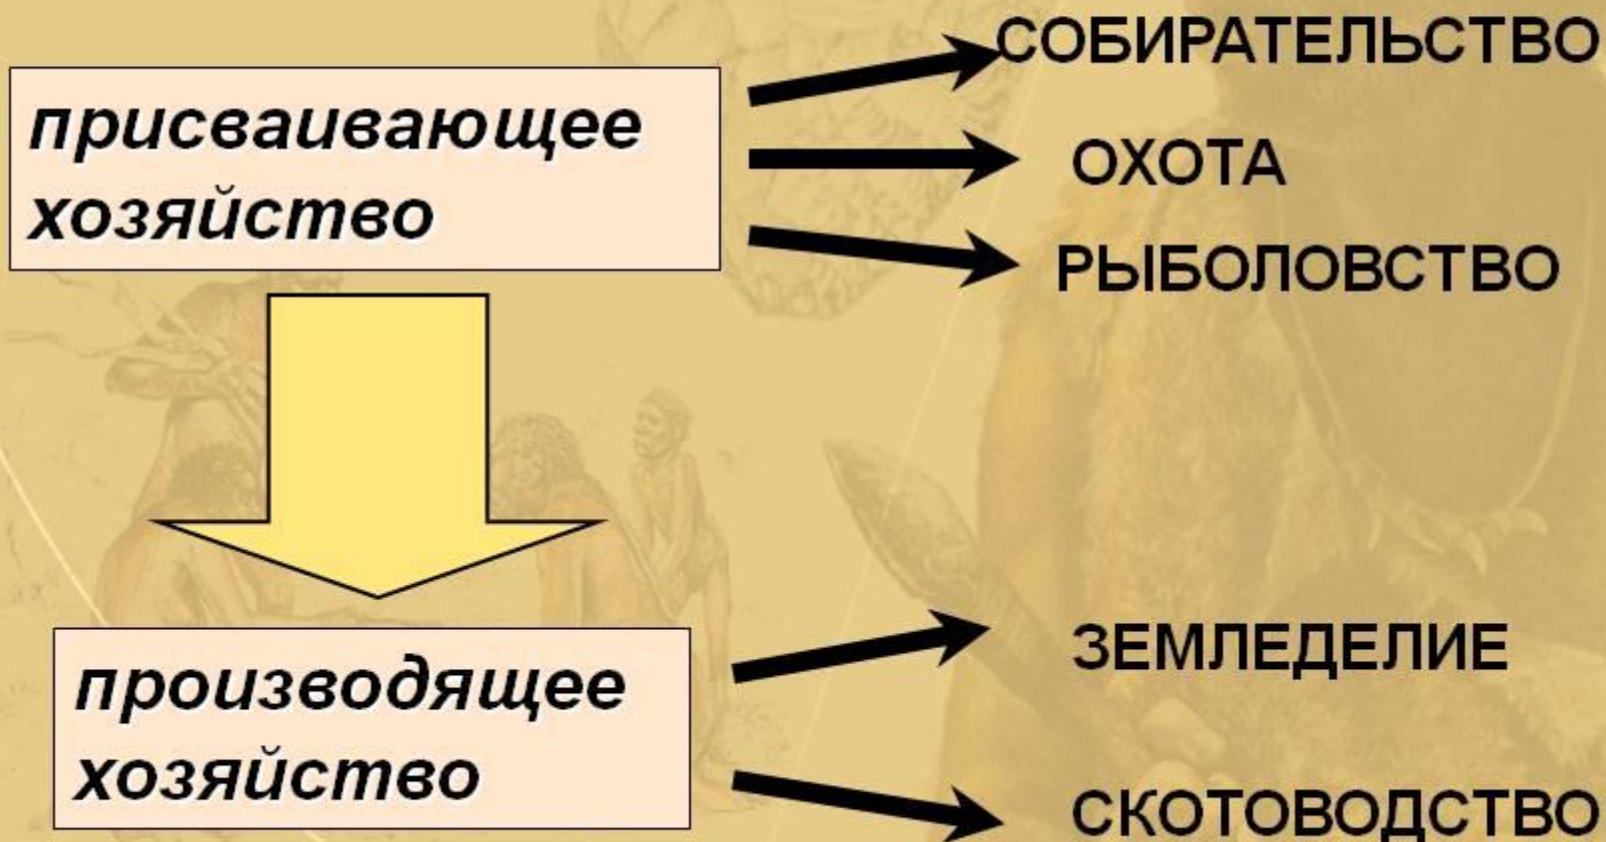 присваивающее
хозяйство
СОБИРАТЕЛЬСТВО
ОХОТА
РЫБОЛОВСТВО
производящее
хозяйство
ЗЕМЛЕДЕЛИЕ
СКОТОВОДСТВО